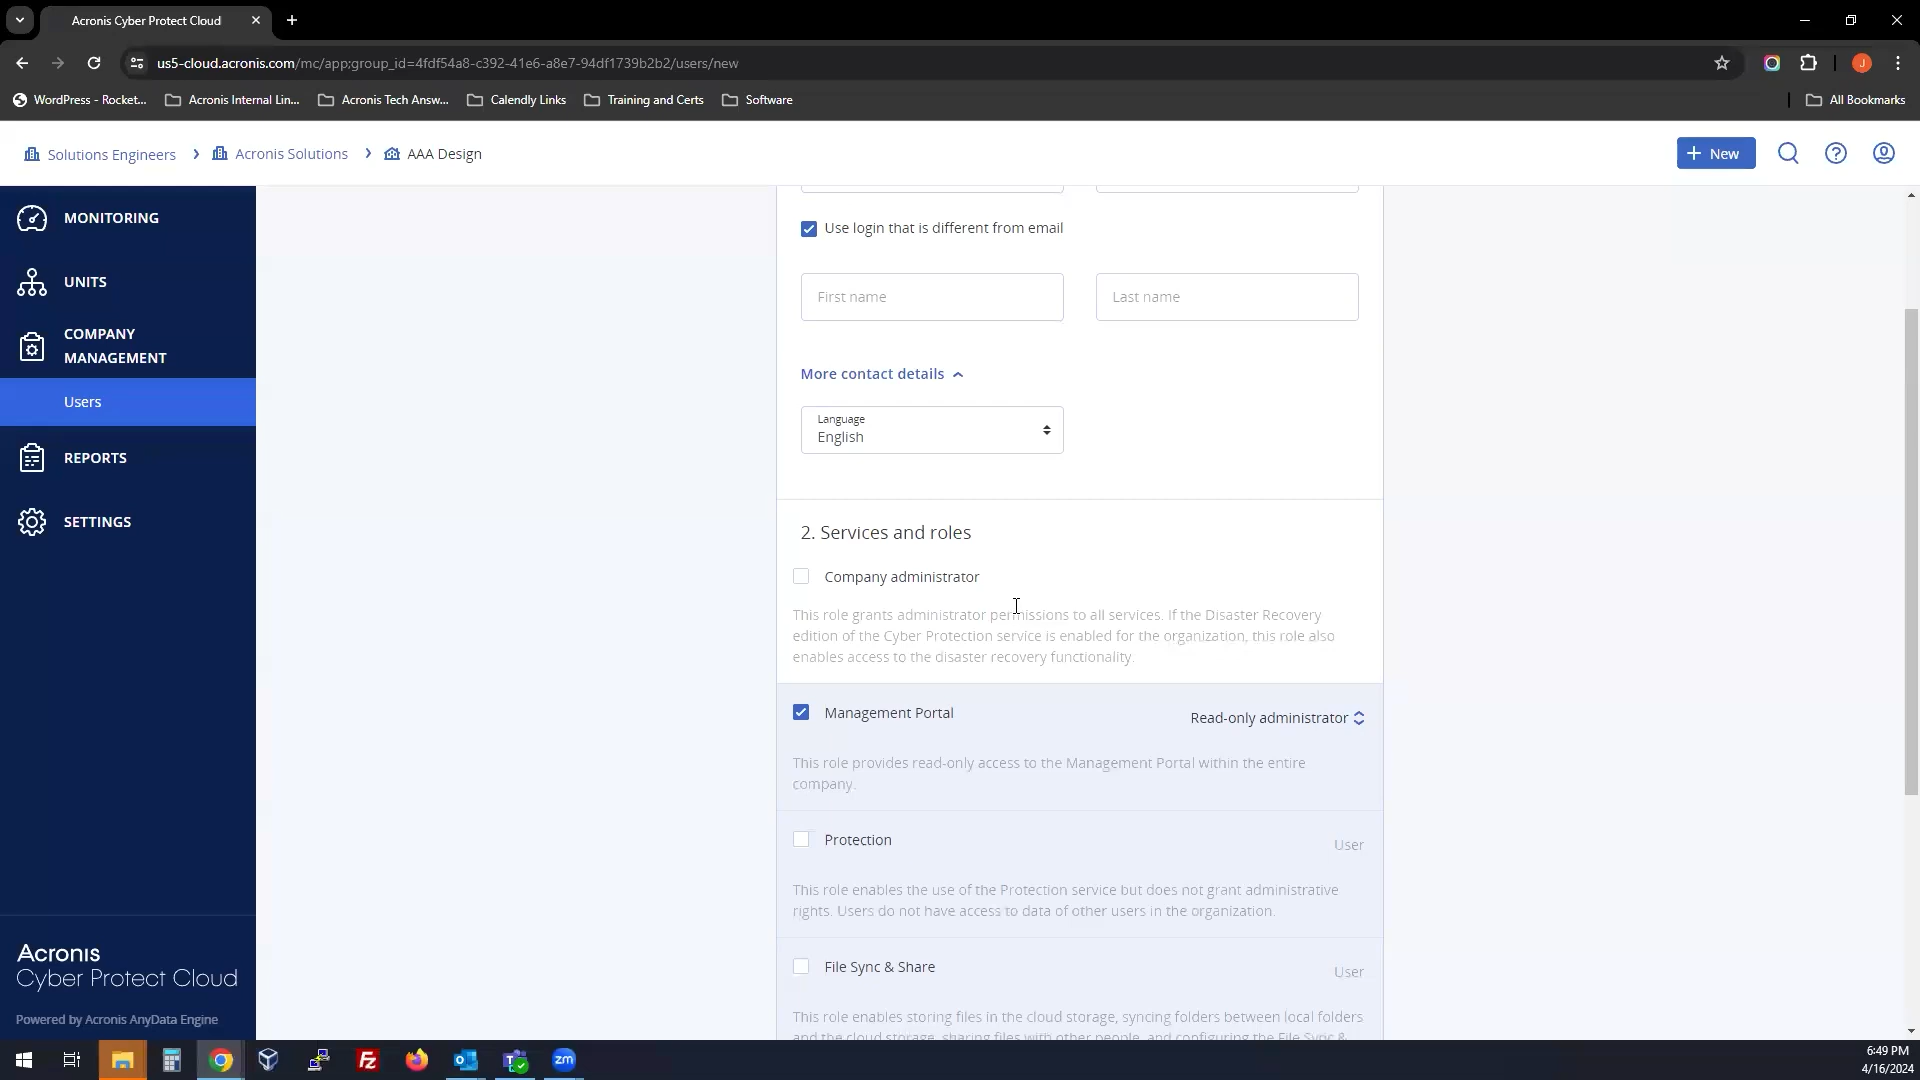 Acronis Cyber Protect Cloud
us5-cloud.acronis.com/mc/app;group_id=4fdf54a8-c392-41e6-a8e7-94df1739b2b2/users/new
J
WordPress - Rocket...
Acronis Internal Lin...
Acronis Tech Answ...
Calendly Links
Training and Certs
Software
All Bookmarks
Solutions Engineers
Acronis Solutions
AAA Design
+ New
MONITORING
UNITS
COMPANY
MANAGEMENT
Users
REPORTS
SETTINGS
Acronis
Cyber Protect Cloud
Powered by Acronis AnyData Engine
Use login that is different from email
First name
Last name
More contact details
Language
English
2. Services and roles
Company administrator
This role grants administrator permissions to all services. If the Disaster Recovery
edition of the Cyber Protection service is enabled for the organization, this role also
enables access to the disaster recovery functionality.
Management Portal
Read-only administrator
This role provides read-only access to the Management Portal within the entire
company.
Protection
User
This role enables the use of the Protection service but does not grant administrative
rights. Users do not have access to data of other users in the organization.
File Sync & Share
User
This role enables storing files in the cloud storage, syncing folders between local folders
and the cloud storage, sharing files with other people, and configuring the File Sync &
zm
6:49 PM
4/16/2024